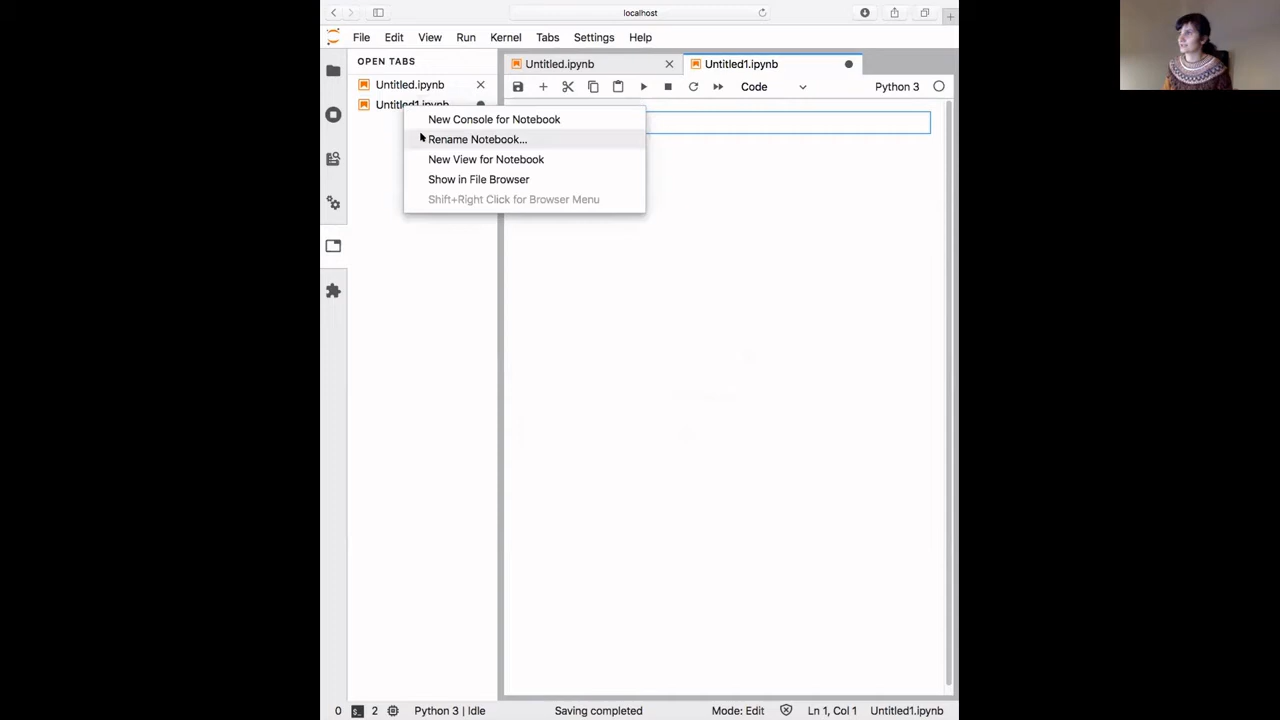 localhost
File Edit View Run Kernel Tabs Settings Help
OPEN TABS
Untitled.ipynb
Untitled1.ipynb
Untitled.ipynb
Untitled1.ipynb
Code
Python 3
New Console for Notebook
Rename Notebook...
New View for Notebook
Show in File Browser
Shift+Right Click for Browser Menu
0 $_ 2 Python 3 | Idle Saving completed Mode: Edit Ln 1, Col 1 Untitled1.ipynb